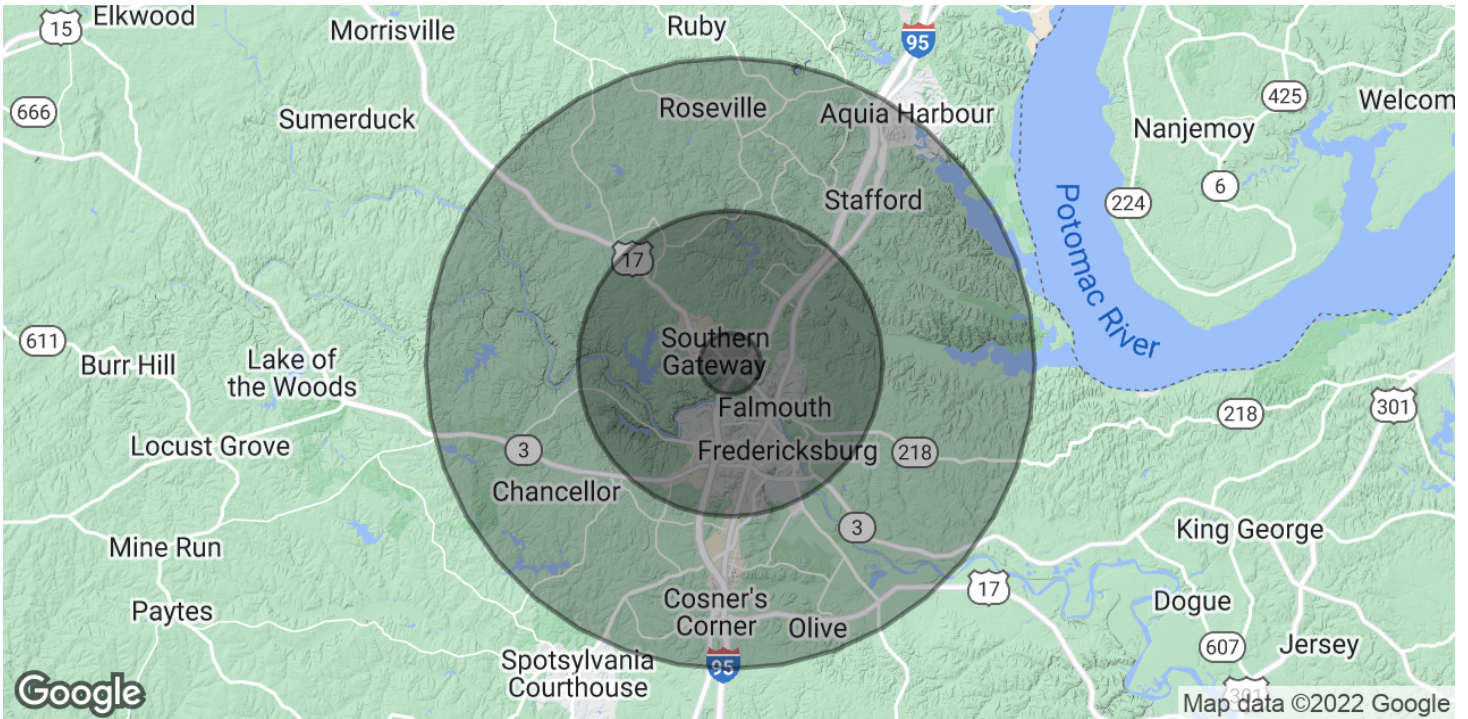 Elkwood
15
Morrisville
Ruby
95
666
Sumerduck
Roseville
Aquia Harbour
425
Welcom
Nanjemoy
6
224
Stafford
Potomac River
17
611
Burr Hill
Lake of
the Woods
Southern
Gateway
Falmouth
218
301
Locust Grove
3
Fredericksburg
218
Chancellor
3
King George
Mine Run
17
Paytes
Cosner's
Corner
Olive
Dogue
607
Jersey
Spotsylvania
Courthouse
95
301
Google
Map data ©2022 Google